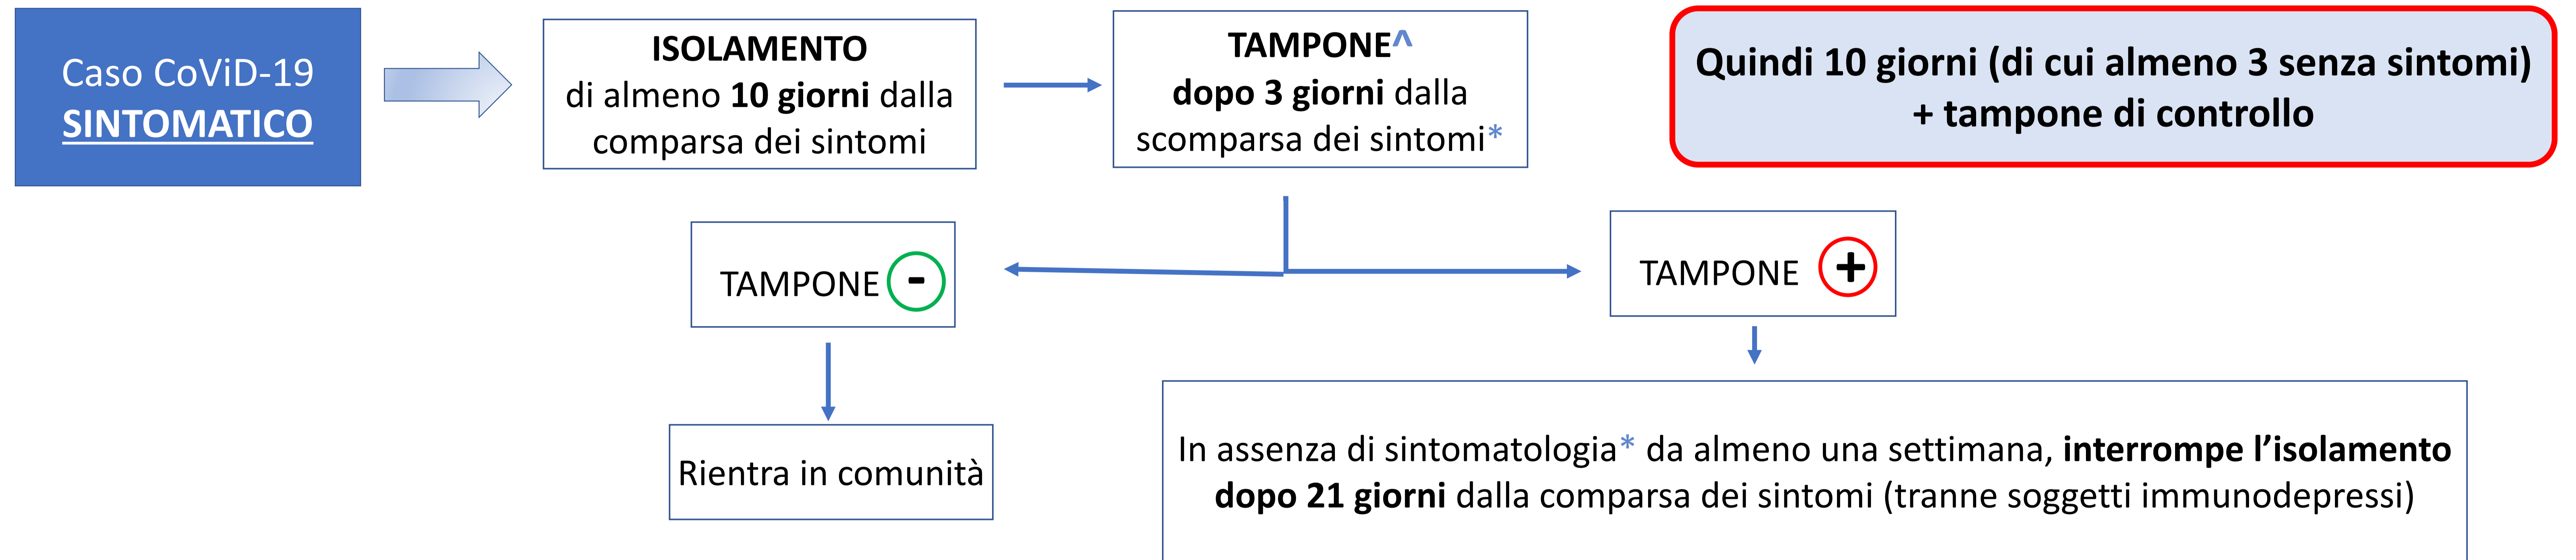 Caso CoViD-19
SINTOMATICO
ISOLAMENTO
di almeno 10 giorni dalla
comparsa dei sintomi
TAMPONE^
dopo 3 giorni dalla
scomparsa dei sintomi*
Quindi 10 giorni (di cui almeno 3 senza sintomi)
+ tampone di controllo
TAMPONE -
TAMPONE +
Rientra in comunità
In assenza di sintomatologia* da almeno una settimana, interrompe l’isolamento
dopo 21 giorni dalla comparsa dei sintomi (tranne soggetti immunodepressi)